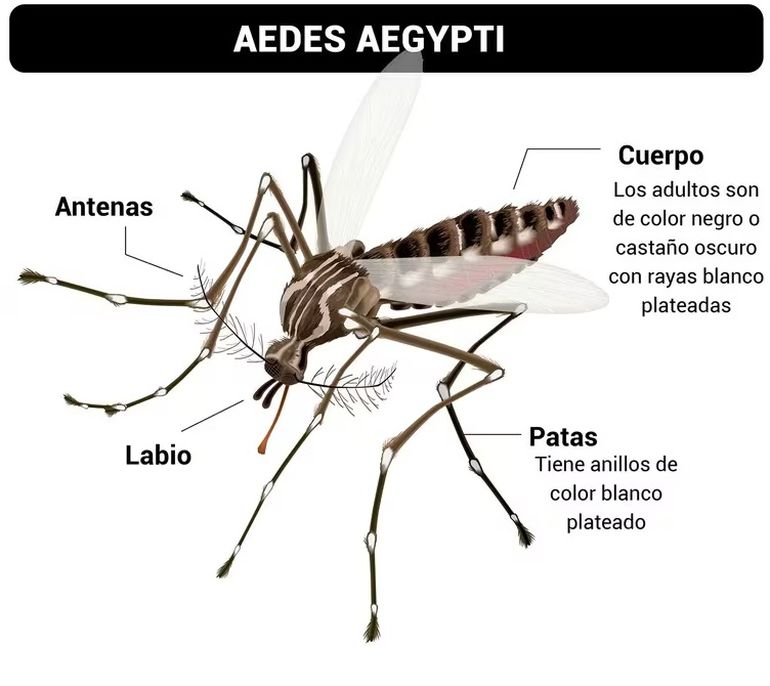 AEDES AEGYPTI
Antenas
Cuerpo
Los adultos son
de color negro o
castaño oscuro
con rayas blanco
plateadas
Labio
Patas
Tiene anillos de
color blanco
plateado